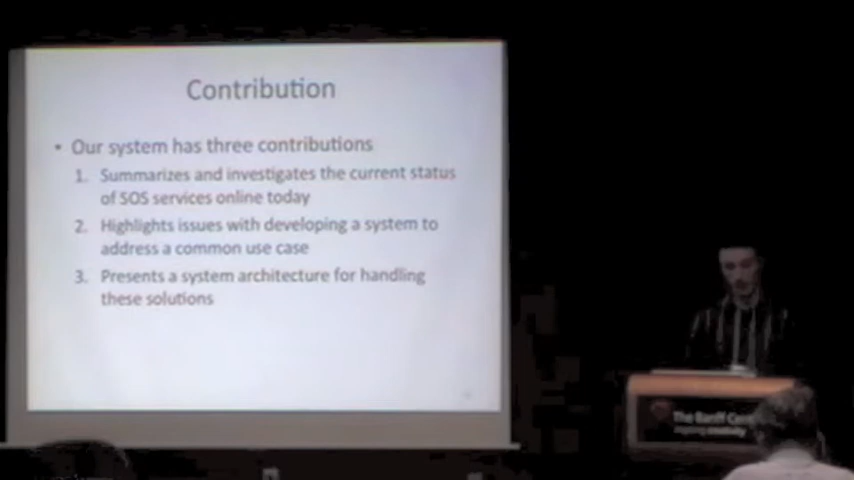 Contribution
• Our system has three contributions
1. Summarizes and investigates the current status
of SOS services online today
2. Highlights issues with developing a system to
address a common use case
3. Presents a system architecture for handling
these solutions
The Banff
inspiring creativity